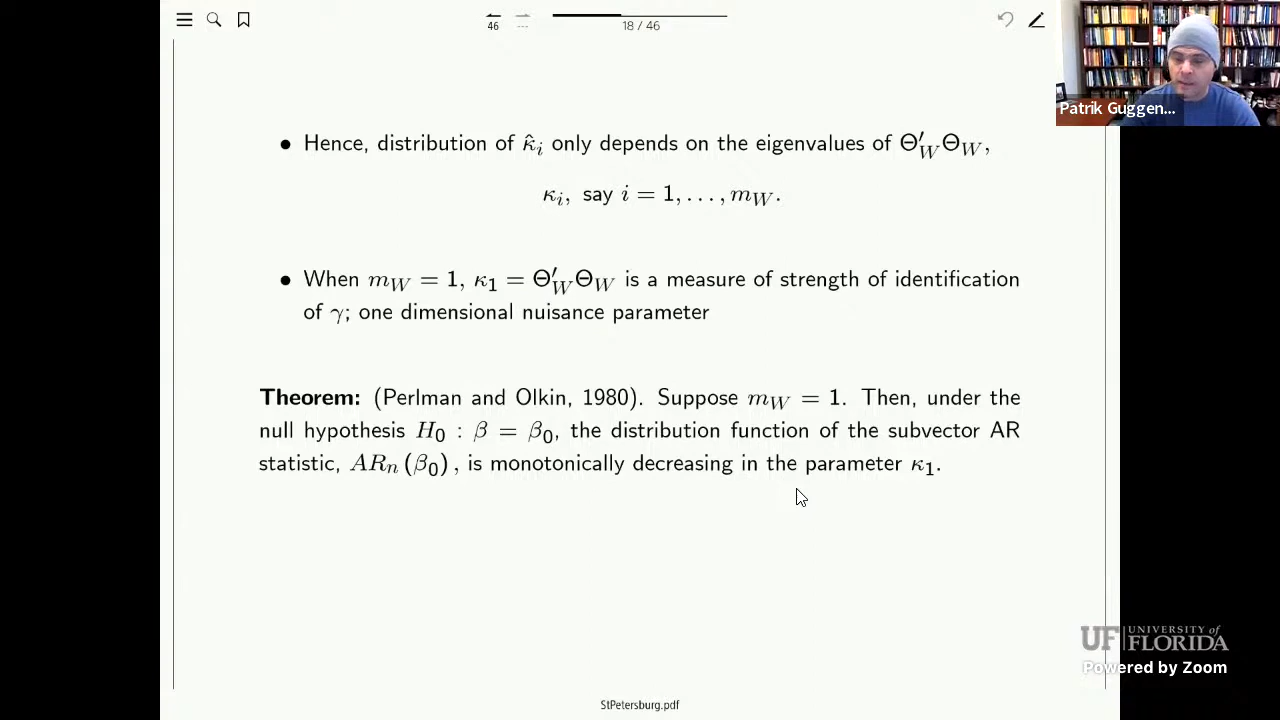 46
18 / 46
Patrik Guggen...
• Hence, distribution of κ̂ᵢ only depends on the eigenvalues of Θ′_WΘ_W,
κᵢ, say i = 1, . . . , m_W.
• When m_W = 1, κ₁ = Θ′_WΘ_W is a measure of strength of identification
of γ; one dimensional nuisance parameter
Theorem: (Perlman and Olkin, 1980). Suppose m_W = 1. Then, under the
null hypothesis H₀ : β = β₀, the distribution function of the subvector AR
statistic, ARₙ (β₀) , is monotonically decreasing in the parameter κ₁.
UF UNIVERSITY of
FLORIDA
Powered by Zoom
StPetersburg.pdf